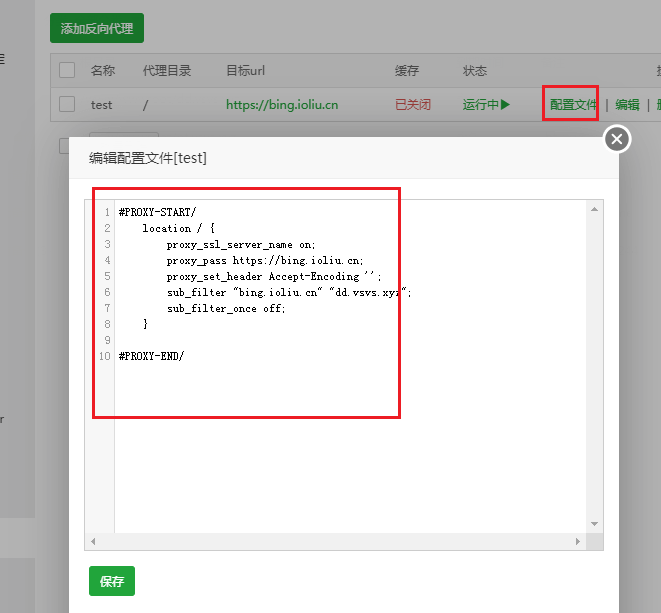 添加反向代理
名称 代理目录 目标url 缓存 状态
test / https://bing.ioliu.cn 已关闭 运行中 配置文件 | 编辑 |
编辑配置文件[test]
1 #PROXY-START/
2 location / {
3 proxy_ssl_server_name on;
4 proxy_pass https://bing.ioliu.cn;
5 proxy_set_header Accept-Encoding '';
6 sub_filter "bing.ioliu.cn" "dd.vsvs.xyz";
7 sub_filter_once off;
8 }
9
10 #PROXY-END/
r
保存